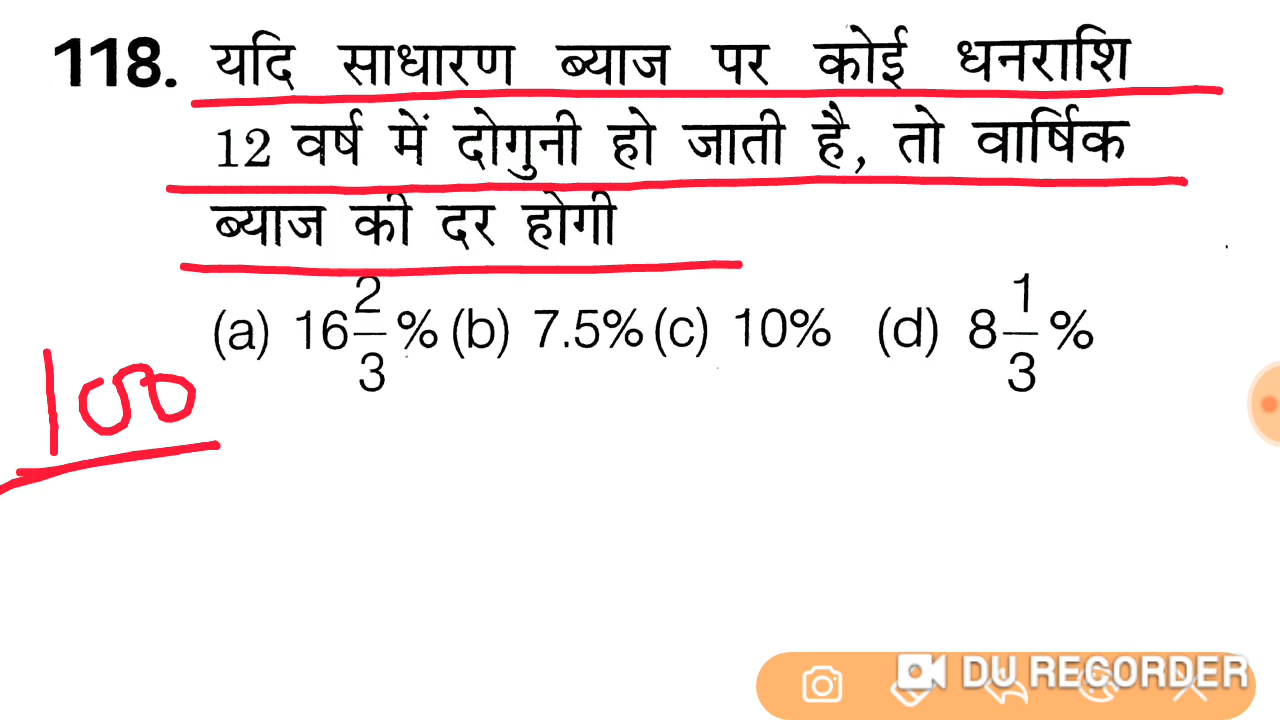 118. यदि साधारण ब्याज पर कोई धनराशि
12 वर्ष में दोगुनी हो जाती है, तो वार्षिक
ब्याज की दर होगी
(a) 16 2/3 % (b) 7.5% (c) 10% (d) 8 1/3 %
100
DU RECORDER